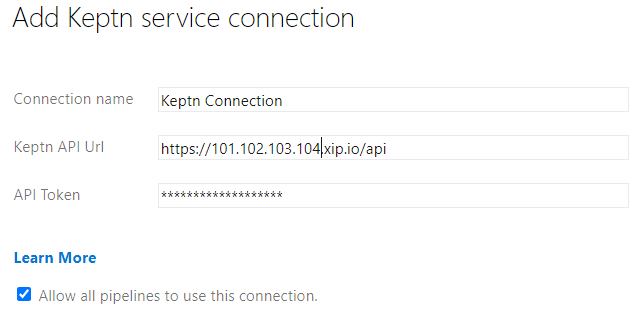 Add Keptn service connection
Connection name Keptn Connection
Keptn API Url https://101.102.103.104.xip.io/api
API Token *******************
Learn More
Allow all pipelines to use this connection.